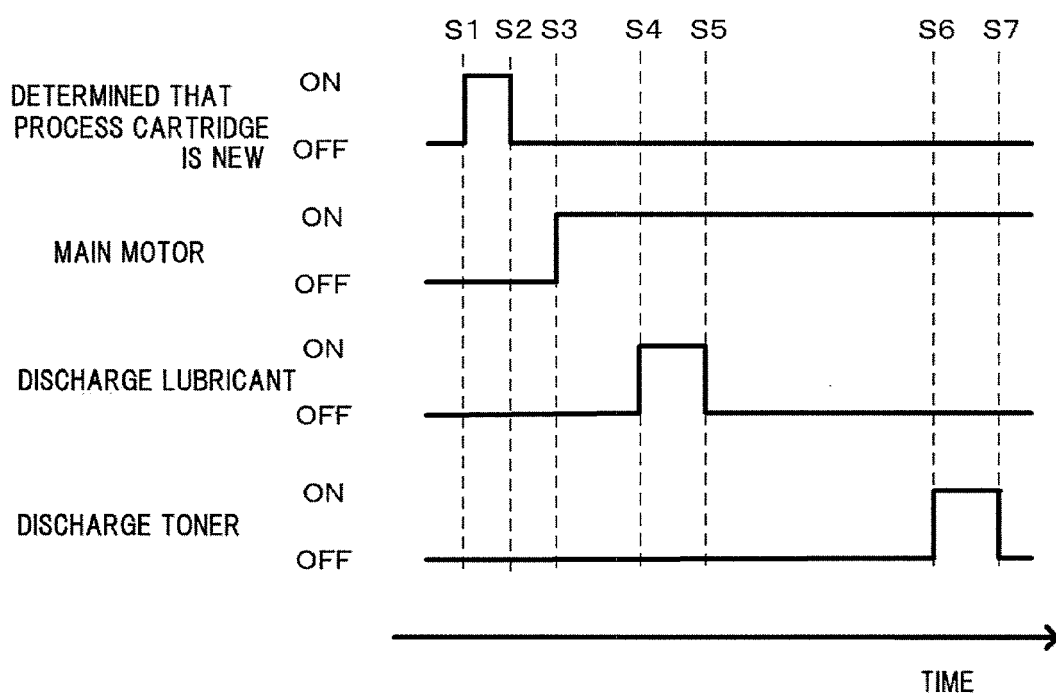 S1 S2 S3 S4 S5 S6 S7
ON
DETERMINED THAT
PROCESS CARTRIDGE
IS NEW
OFF
ON
MAIN MOTOR
OFF
ON
DISCHARGE LUBRICANT
OFF
ON
DISCHARGE TONER
OFF
TIME